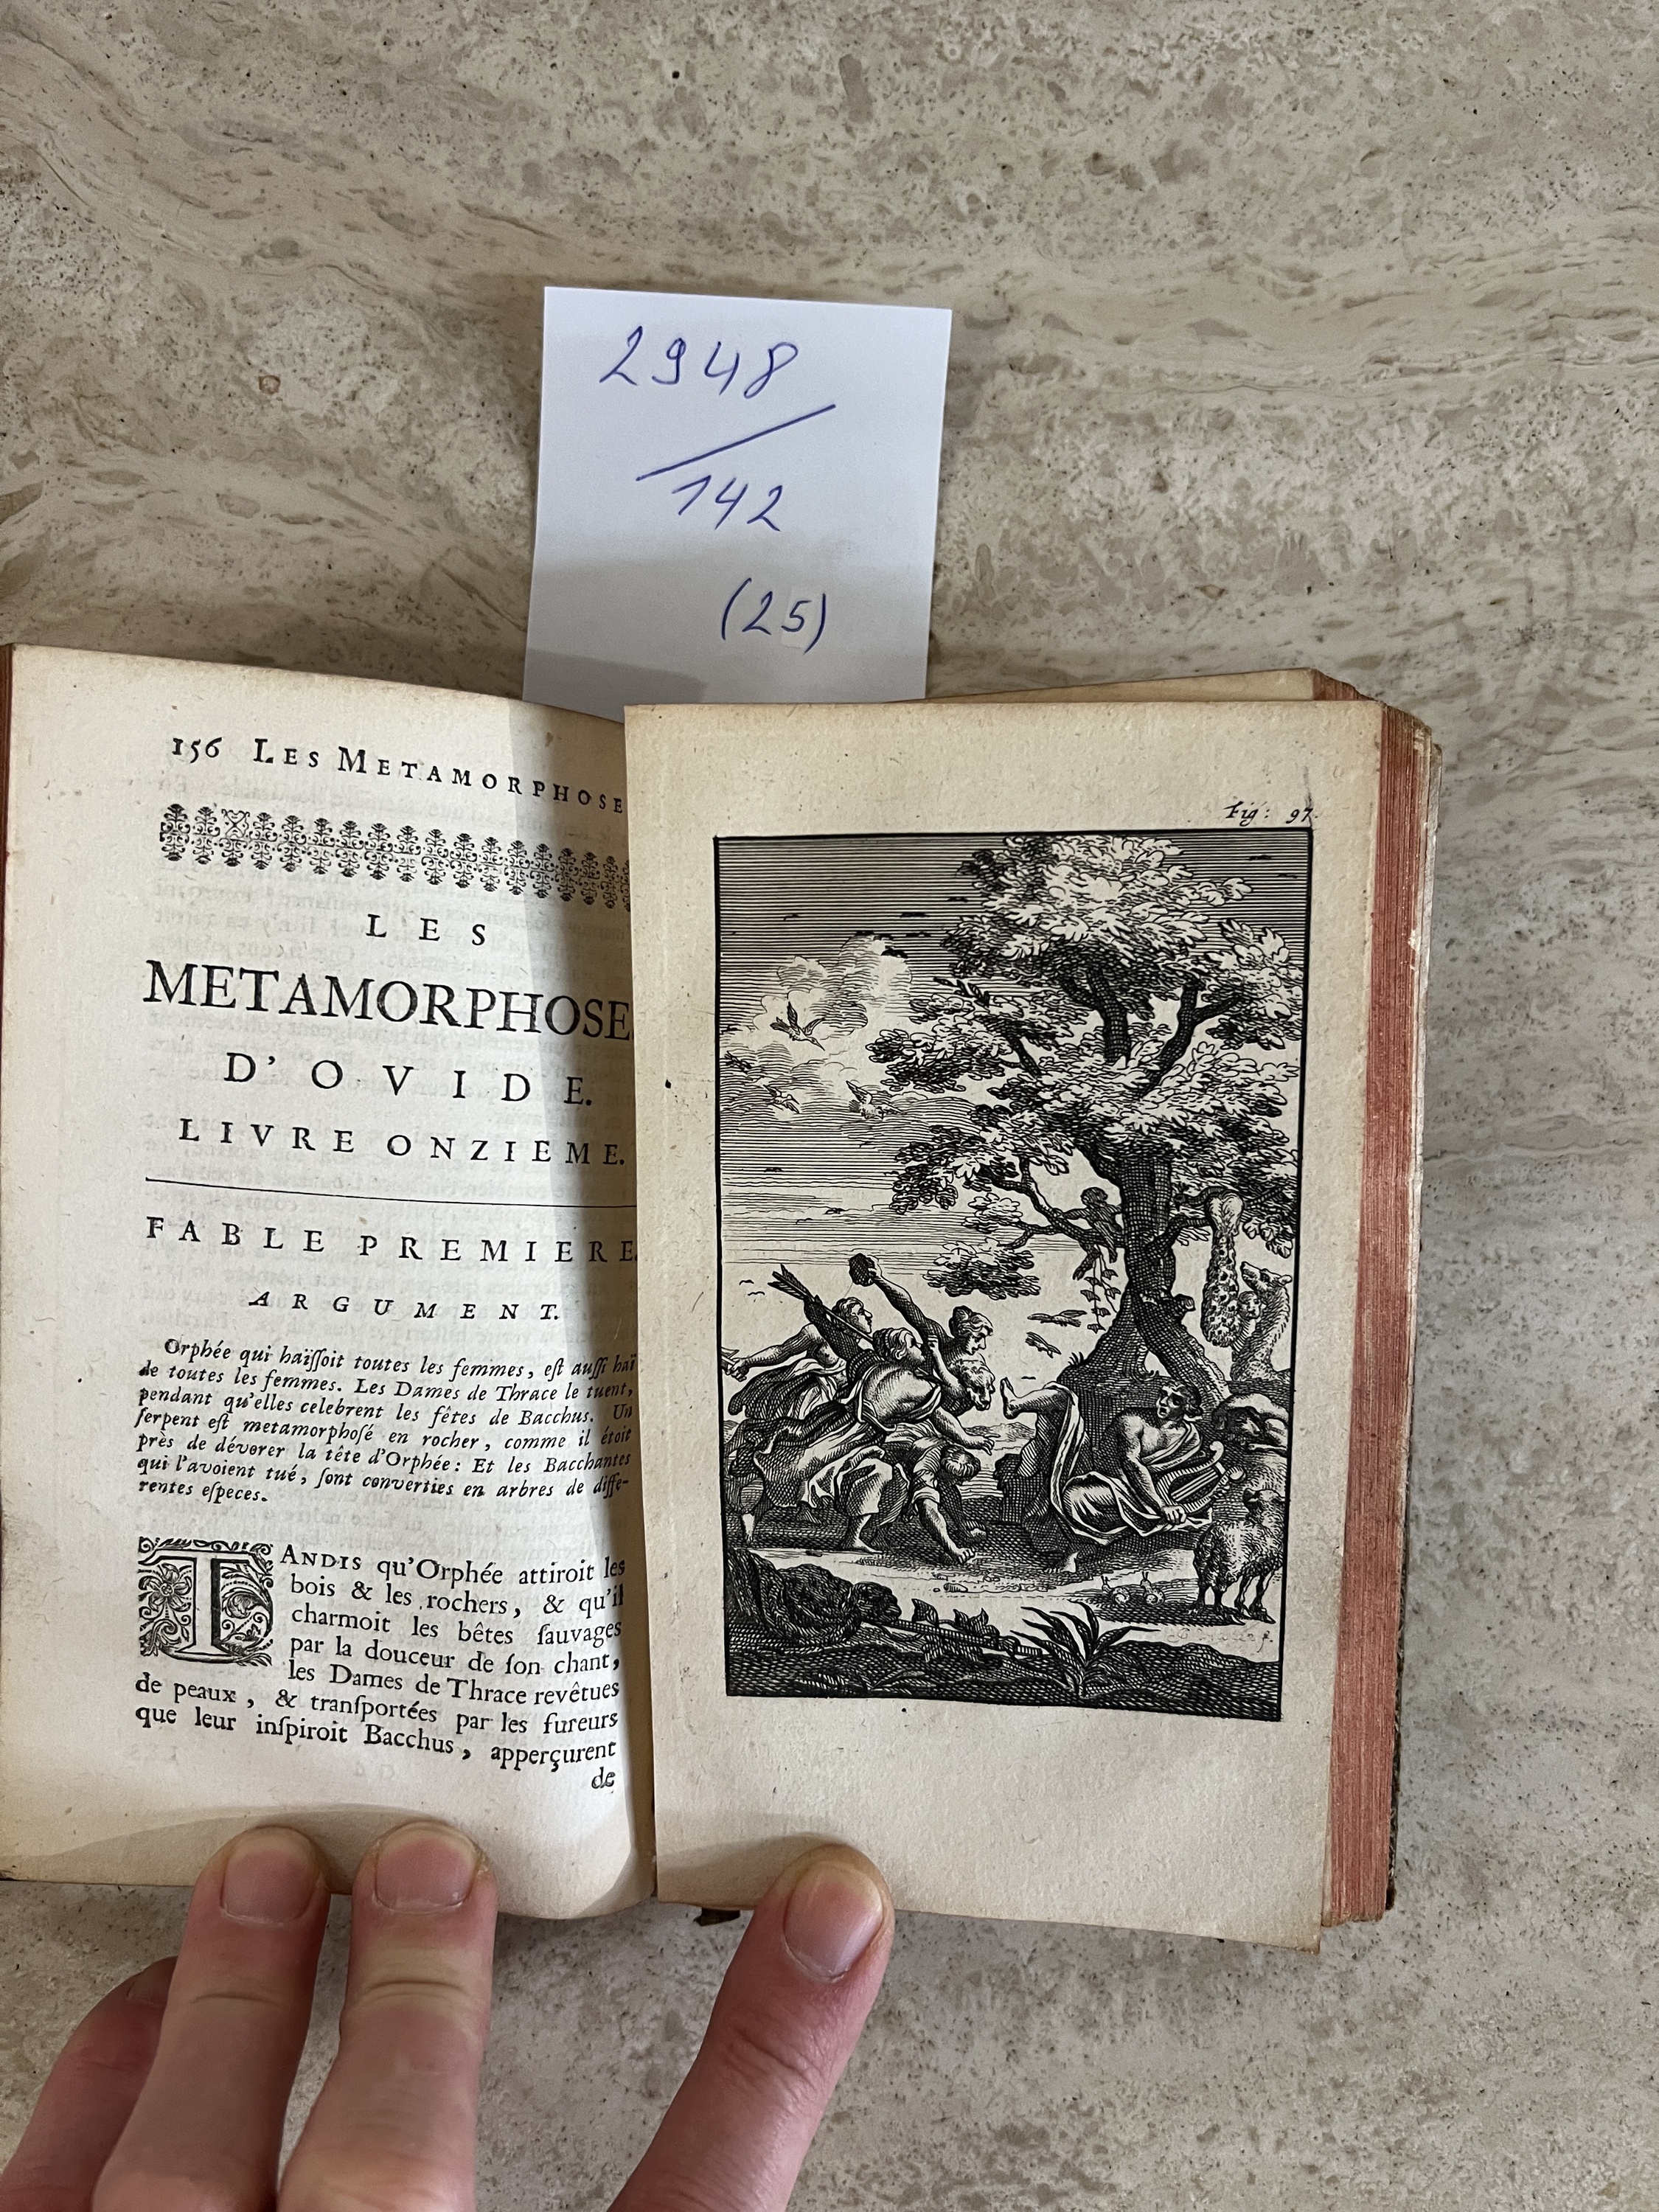 2948
142
(25)
156 LES METAMORPHOSE
LES
METAMORPHOSE
D'OVIDE.
LIVRE ONZIEME.
FABLE PREMIERE.
ARGUMENT.
Orphée qui haïſſoit toutes les femmes, eſt auſſi haï
de toutes les femmes. Les Dames de Thrace le tuent,
pendant qu'elles celebrent les fêtes de Bacchus. Un
ſerpent eſt metamorphoſé en rocher, comme il étoit
près de dévorer la tête d'Orphée: Et les Bacchantes
qui l'avoient tué, ſont converties en arbres de diffe-
rentes eſpeces.
TANDIS qu'Orphée attiroit les
bois & les rochers, & qu'il
charmoit les bêtes ſauvages
par la douceur de ſon chant,
les Dames de Thrace revêtues
de peaux, & tranſportées par les fureurs
que leur inſpiroit Bacchus, apperçurent
de
Fig: 97.